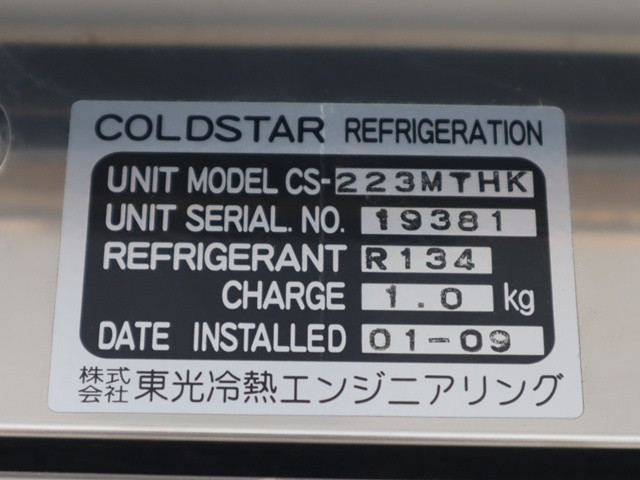 COLDSTAR REFRIGERATION
UNIT MODEL CS-223MTHK
UNIT SERIAL. NO. 19381
REFRIGERANT R134
CHARGE 1.0 kg
DATE INSTALLED 01-09
株式会社 東光冷熱エンジニアリング